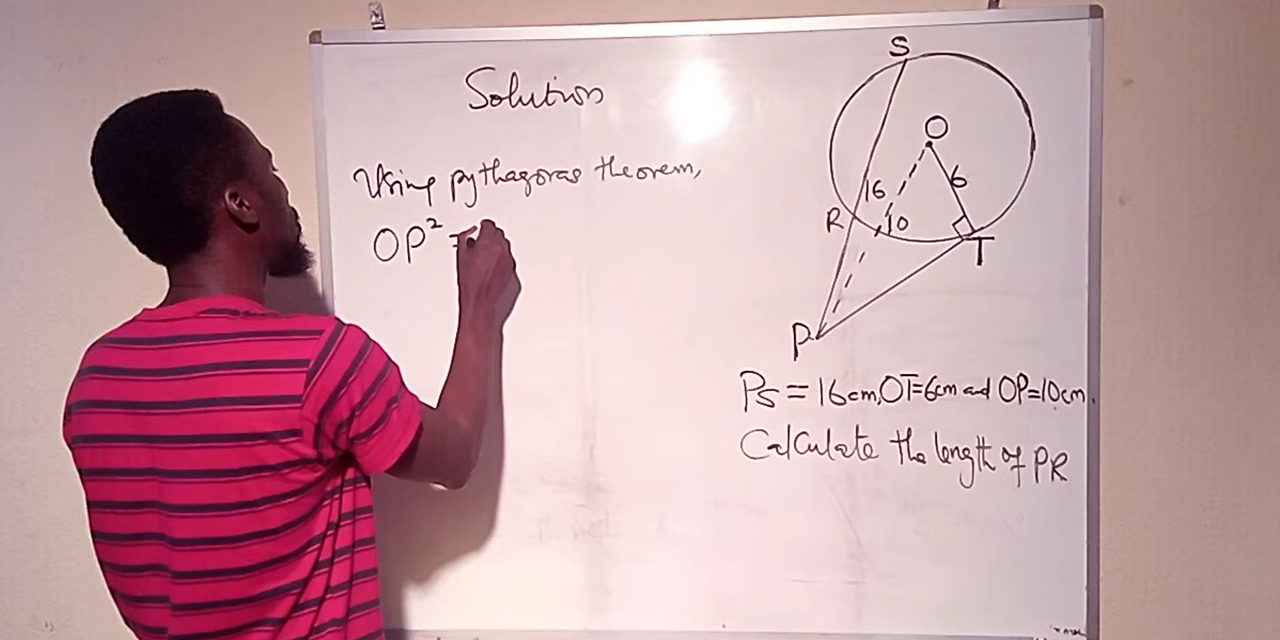 Solution
Using pythagoras theorem,
OP² =
S
O
6
16
R
10
T
P
PS = 16cm, OT=6cm and OP=10cm.
Calculate the length of PR